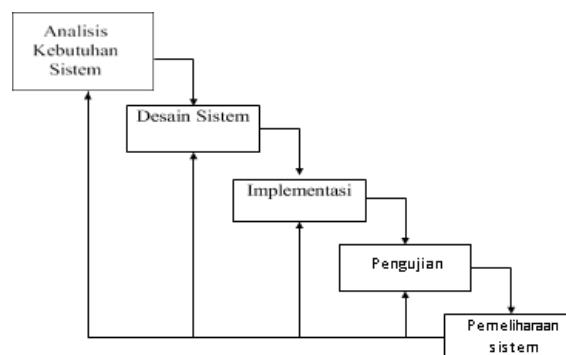 Analisis
Kebutuhan
Sistem
Desain Sistem
Implementasi
Pengujian
Pemeliharaan
sistem